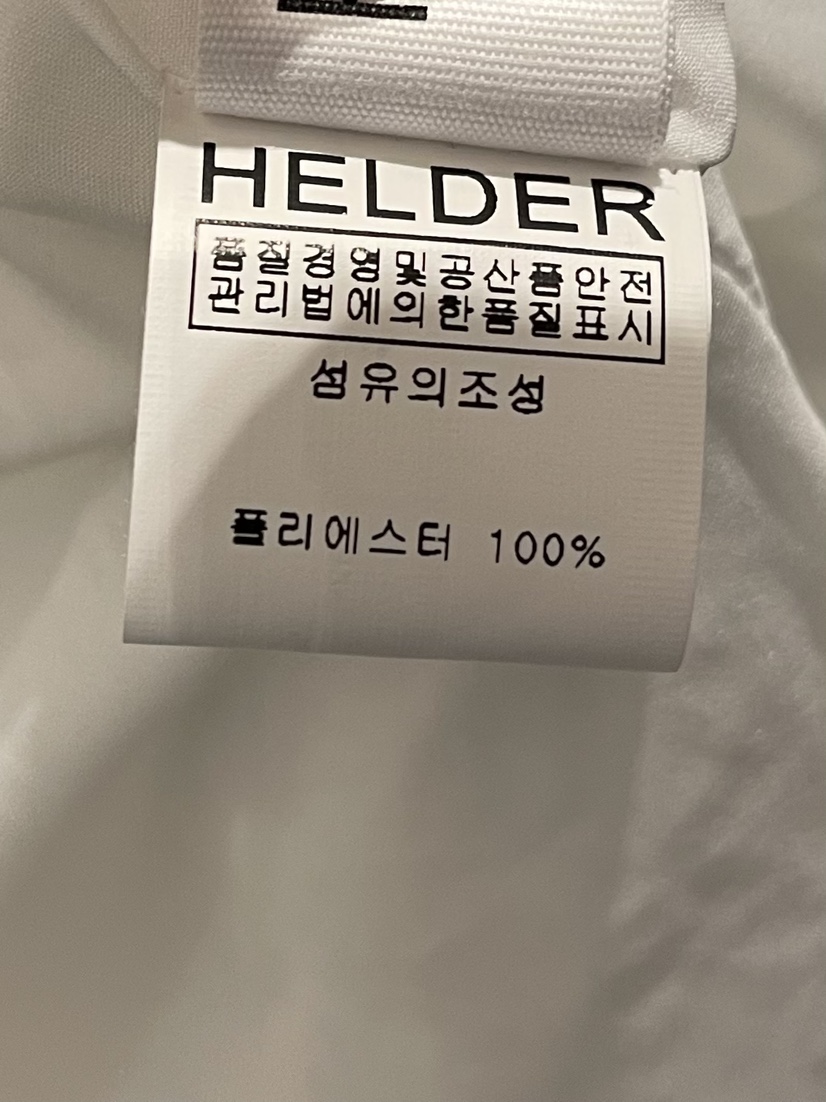 HELDER
품질경영및공산품안전
관리법에의한품질표시
섬유의조성
폴리에스터 100%